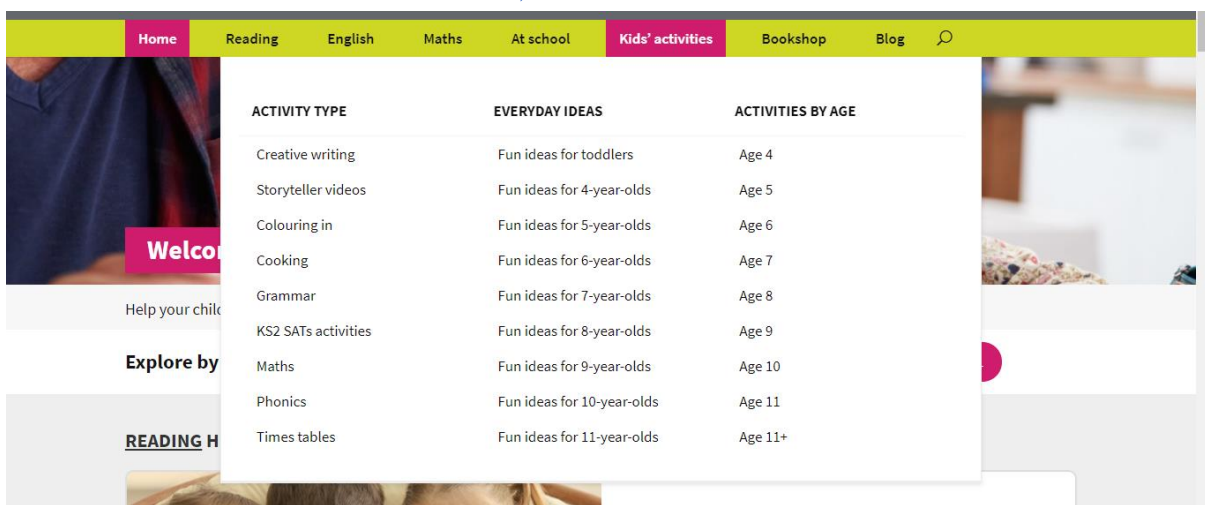 Home Reading English Maths At school Kids' activities Bookshop Blog
ACTIVITY TYPE EVERYDAY IDEAS ACTIVITIES BY AGE
Creative writing Fun ideas for toddlers Age 4
Storyteller videos Fun ideas for 4-year-olds Age 5
Colouring in Fun ideas for 5-year-olds Age 6
Cooking Fun ideas for 6-year-olds Age 7
Grammar Fun ideas for 7-year-olds Age 8
KS2 SATs activities Fun ideas for 8-year-olds Age 9
Maths Fun ideas for 9-year-olds Age 10
Phonics Fun ideas for 10-year-olds Age 11
Times tables Fun ideas for 11-year-olds Age 11+
Help your
Explore by
READING